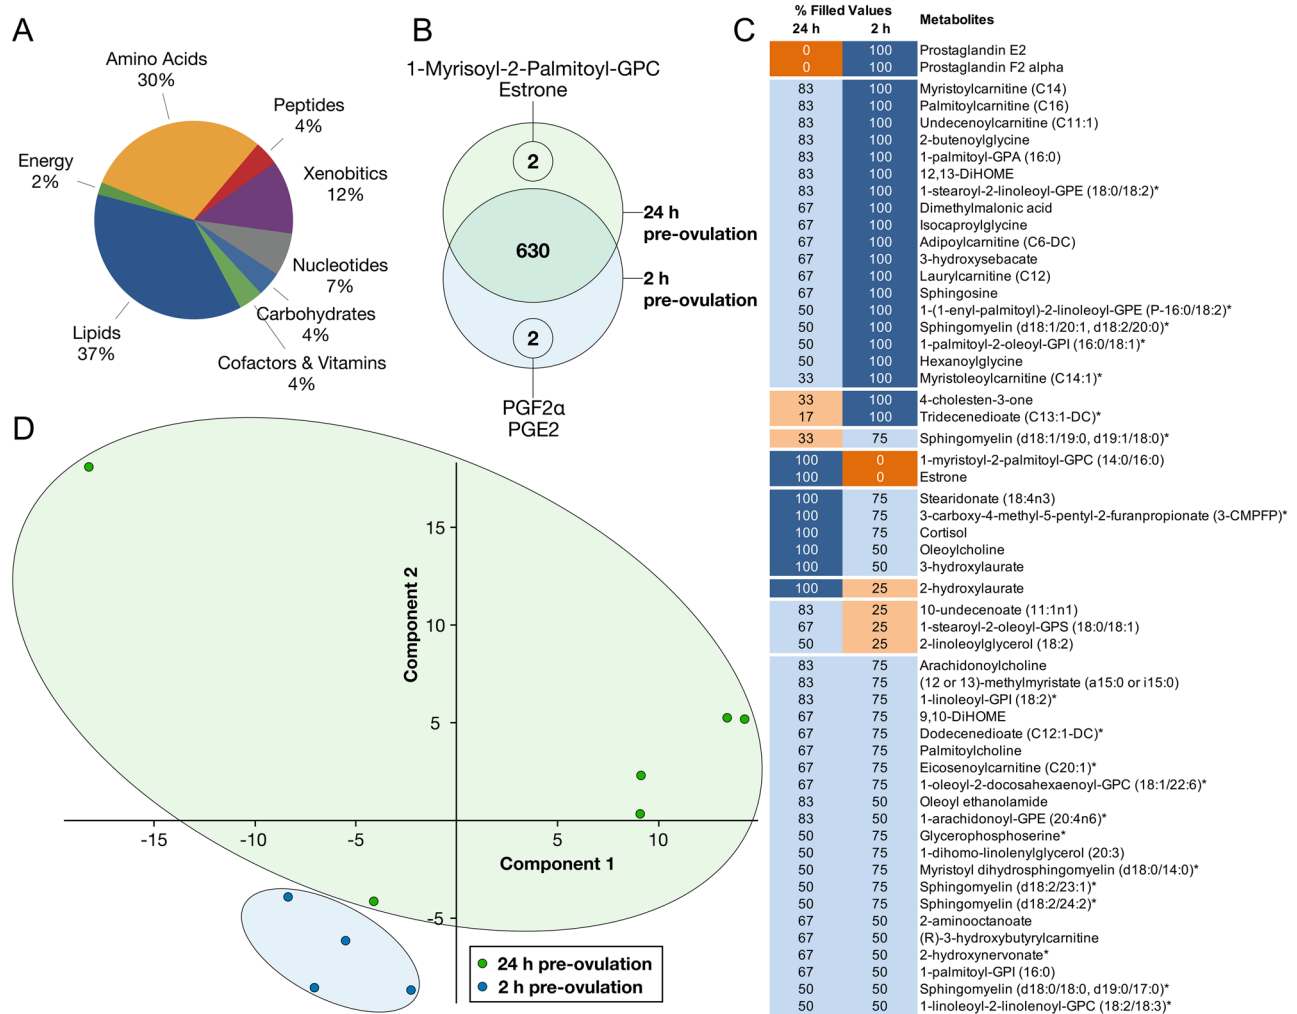 A
Amino Acids
30%
Peptides
4%
Energy
2%
Xenobitics
12%
Nucleotides
7%
Carbohydrates
4%
Lipids
37%
Cofactors & Vitamins
4%
B
1-Myrisoyl-2-Palmitoyl-GPC
Estrone
2
24 h
pre-ovulation
630
2 h
pre-ovulation
2
PGF2α
PGE2
C
% Filled Values
24 h 2 h Metabolites
0 100 Prostaglandin E2
0 100 Prostaglandin F2 alpha
83 100 Myristoylcarnitine (C14)
83 100 Palmitoylcarnitine (C16)
83 100 Undecenoylcarnitine (C11:1)
83 100 2-butenoylglycine
83 100 1-palmitoyl-GPA (16:0)
83 100 12,13-DiHOME
83 100 1-stearoyl-2-linoleoyl-GPE (18:0/18:2)*
67 100 Dimethylmalonic acid
67 100 Isocaproylglycine
67 100 Adipoylcarnitine (C6-DC)
67 100 3-hydroxysebacate
67 100 Laurylcarnitine (C12)
67 100 Sphingosine
50 100 1-(1-enyl-palmitoyl)-2-linoleoyl-GPE (P-16:0/18:2)*
50 100 Sphingomyelin (d18:1/20:1, d18:2/20:0)*
50 100 1-palmitoyl-2-oleoyl-GPI (16:0/18:1)*
50 100 Hexanoylglycine
33 100 Myristoleoylcarnitine (C14:1)*
33 100 4-cholesten-3-one
17 100 Tridecenedioate (C13:1-DC)*
33 75 Sphingomyelin (d18:1/19:0, d19:1/18:0)*
100 0 1-myristoyl-2-palmitoyl-GPC (14:0/16:0)
100 0 Estrone
100 75 Stearidonate (18:4n3)
100 75 3-carboxy-4-methyl-5-pentyl-2-furanpropionate (3-CMPFP)*
100 75 Cortisol
100 50 Oleoylcholine
100 50 3-hydroxylaurate
100 25 2-hydroxylaurate
83 25 10-undecenoate (11:1n1)
67 25 1-stearoyl-2-oleoyl-GPS (18:0/18:1)
50 25 2-linoleoylglycerol (18:2)
83 75 Arachidonoylcholine
83 75 (12 or 13)-methylmyristate (a15:0 or i15:0)
83 75 1-linoleoyl-GPI (18:2)*
67 75 9,10-DiHOME
67 75 Dodecenedioate (C12:1-DC)*
67 75 Palmitoylcholine
67 75 Eicosenoylcarnitine (C20:1)*
67 75 1-oleoyl-2-docosahexaenoyl-GPC (18:1/22:6)*
83 50 Oleoyl ethanolamide
83 50 1-arachidonoyl-GPE (20:4n6)*
50 75 Glycerophosphoserine*
50 75 1-dihomo-linolenylglycerol (20:3)
50 75 Myristoyl dihydrosphingomyelin (d18:0/14:0)*
50 75 Sphingomyelin (d18:2/23:1)*
50 75 Sphingomyelin (d18:2/24:2)*
67 50 2-aminooctanoate
67 50 (R)-3-hydroxybutyrylcarnitine
67 50 2-hydroxynervonate*
67 50 1-palmitoyl-GPI (16:0)
50 50 Sphingomyelin (d18:0/18:0, d19:0/17:0)*
50 50 1-linoleoyl-2-linolenoyl-GPC (18:2/18:3)*
D
15
10
5
-5
Component 2
-15 -10 -5 5 10
Component 1
24 h pre-ovulation
2 h pre-ovulation